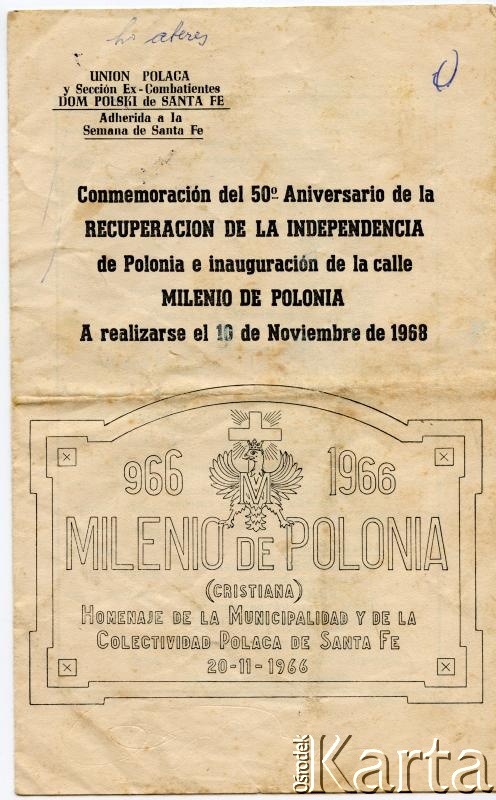 UNION POLACA
y Sección Ex-Combatientes
DOM POLSKI de SANTA FE
Adherida a la
Semana de Santa Fe
Conmemoración del 50º Aniversario de la
RECUPERACION DE LA INDEPENDENCIA
de Polonia e inauguración de la calle
MILENIO DE POLONIA
A realizarse el 10 de Noviembre de 1968
966 1966
M
MILENIO DE POLONIA
(CRISTIANA)
HOMENAJE DE LA MUNICIPALIDAD Y DE LA
COLECTIVIDAD POLACA DE SANTA FE
20-11-1966
Ośrodek Karta